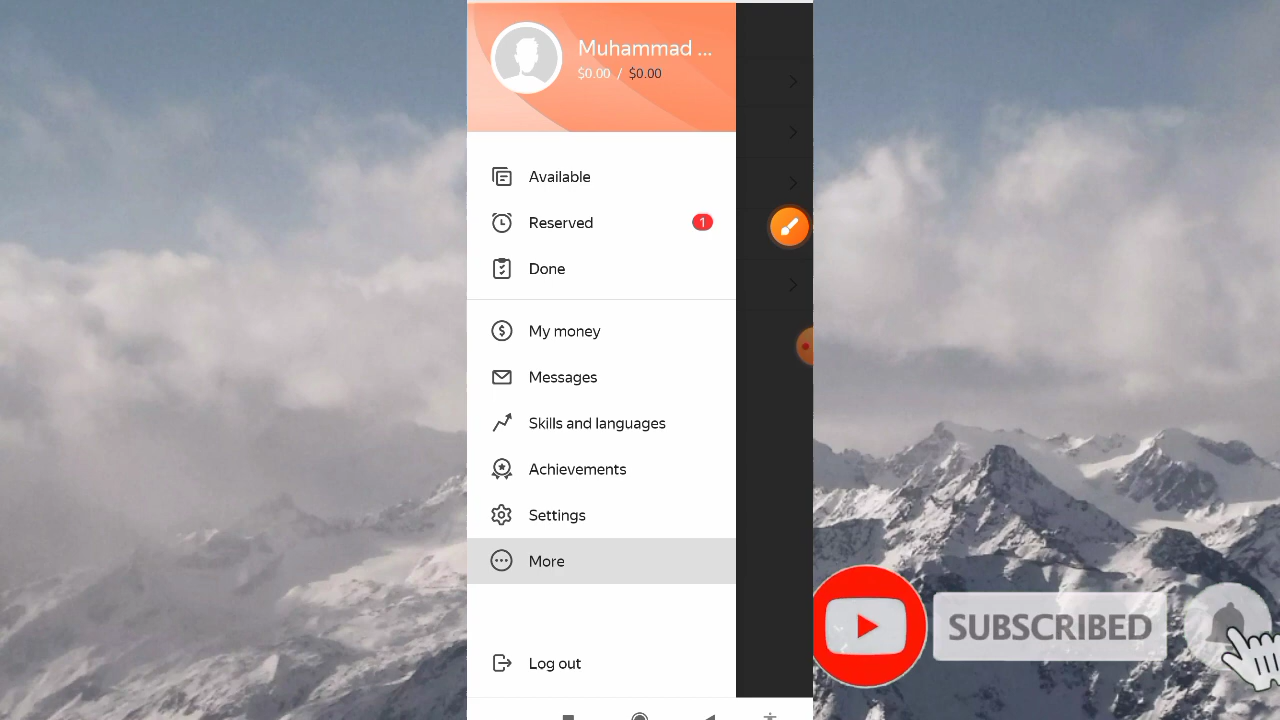 Muhammad ...
$0.00 / $0.00
Available
Reserved
1
Done
My money
Messages
Skills and languages
Achievements
Settings
More
Log out
SUBSCRIBED